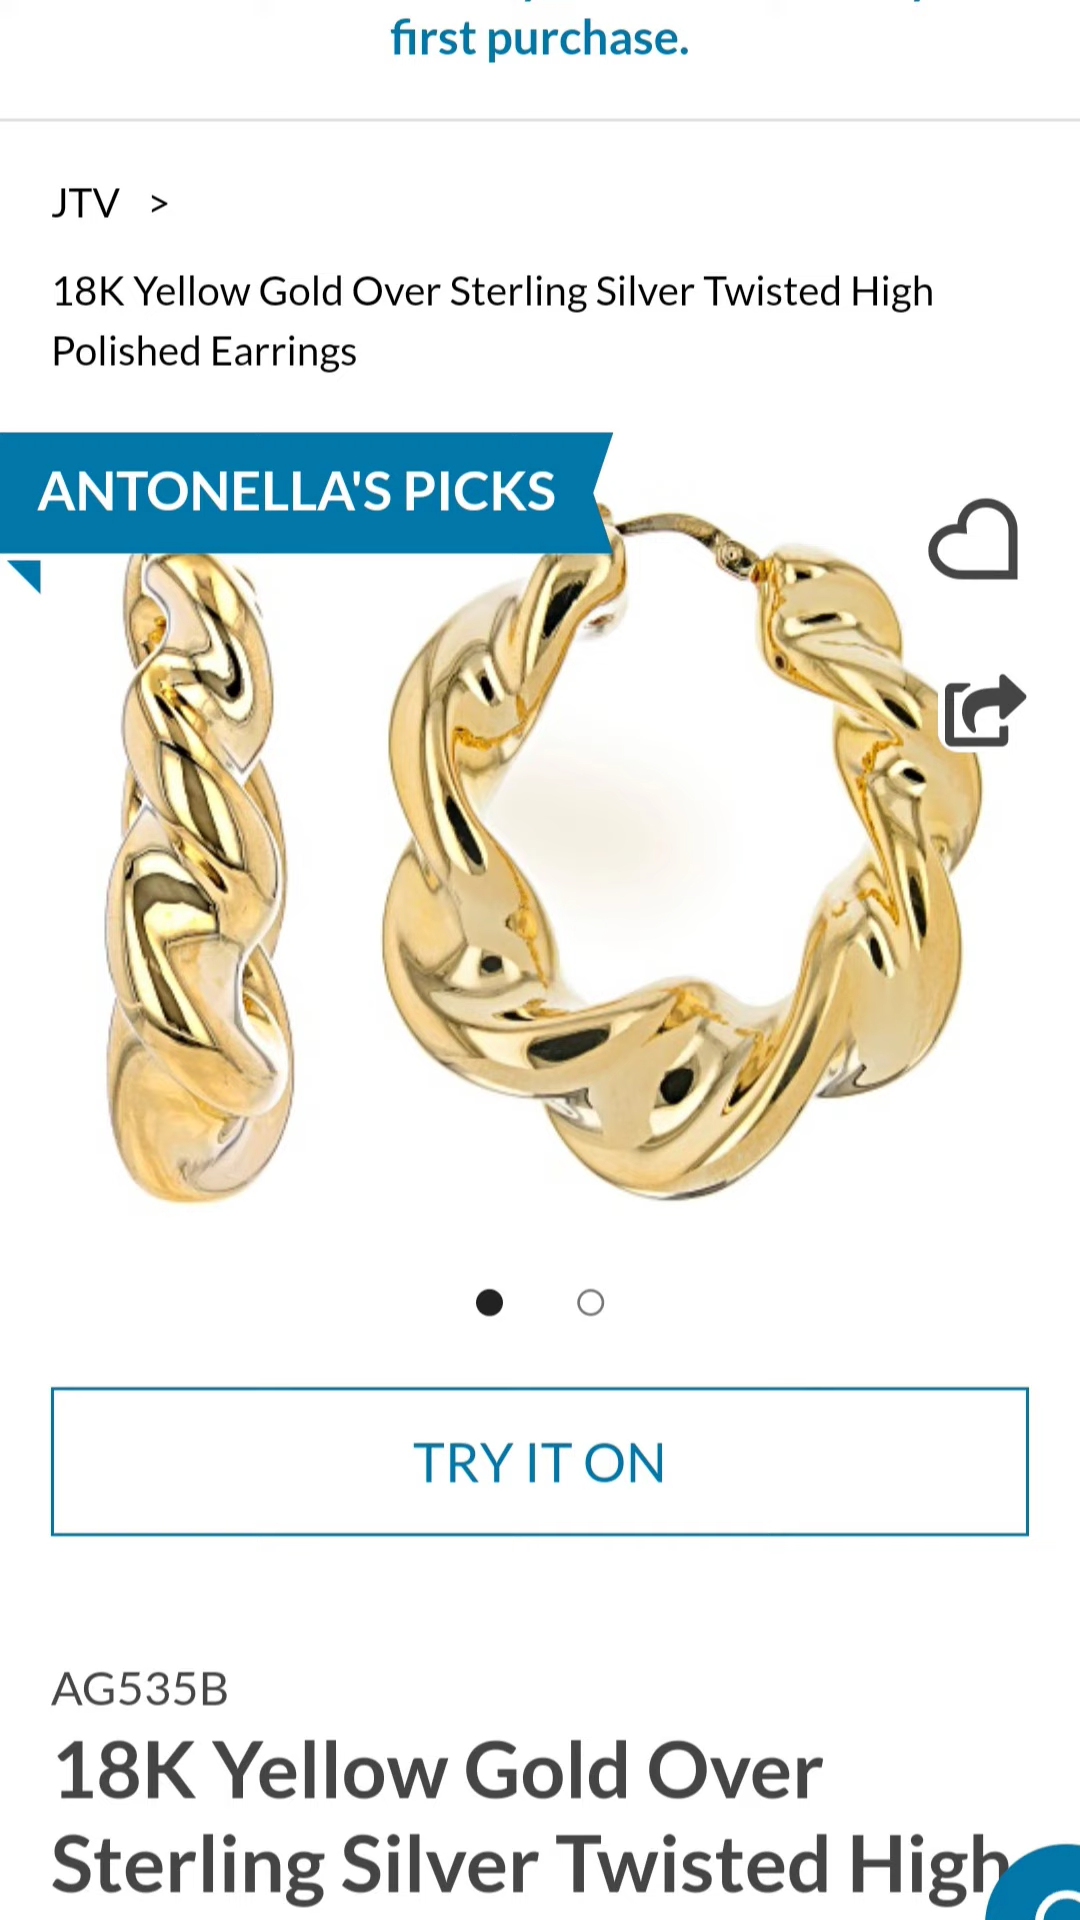 first purchase.
JTV >
18K Yellow Gold Over Sterling Silver Twisted High
Polished Earrings
ANTONELLA'S PICKS
TRY IT ON
AG535B
18K Yellow Gold Over
Sterling Silver Twisted High